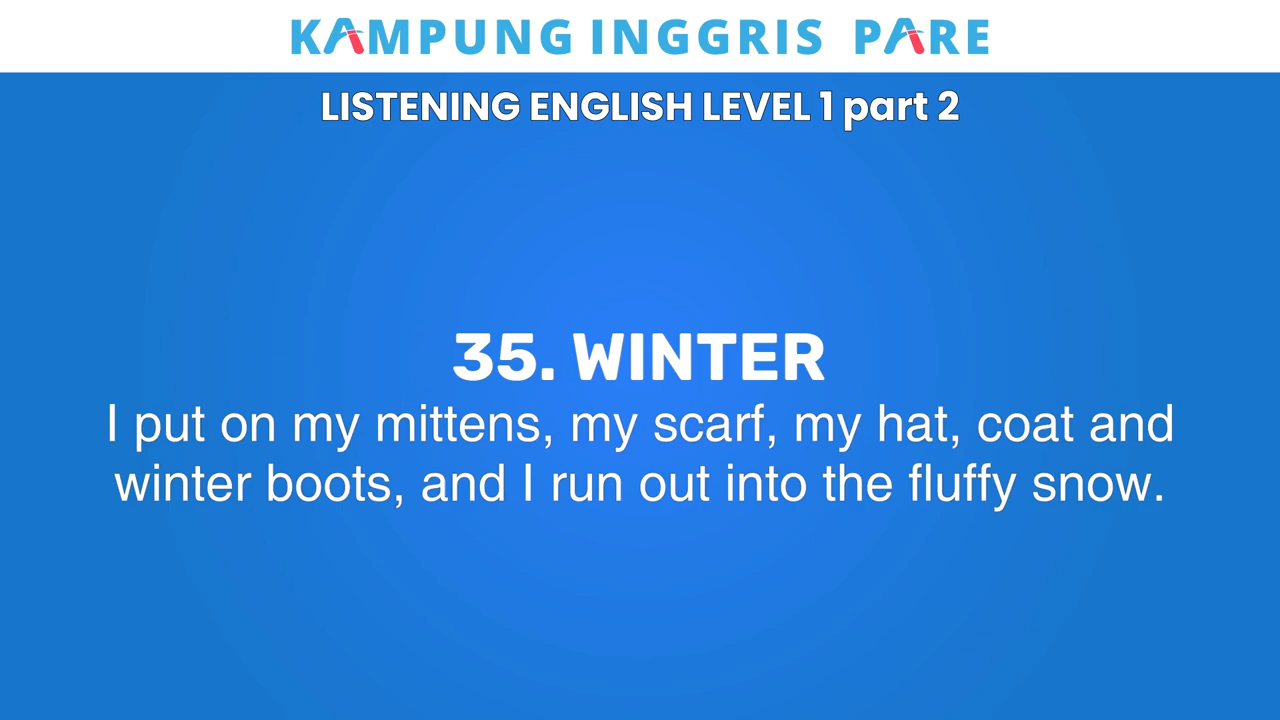 KAMPUNG INGGRIS PARE
LISTENING ENGLISH LEVEL 1 part 2
35. WINTER
I put on my mittens, my scarf, my hat, coat and
winter boots, and I run out into the fluffy snow.